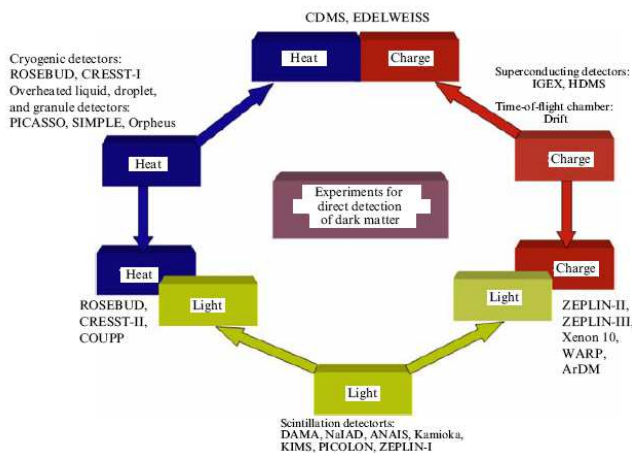 CDMS, EDELWEISS
Heat
Charge
Cryogenic detectors:
ROSEBUD, CRESST-I
Overheated liquid, droplet,
and granule detectors:
PICASSO, SIMPLE, Orpheus
Superconducting detectors:
IGEX, HDMS
Time-of-flight chamber:
Drift
Heat
Charge
Experiments for
direct detection
of dark matter
Heat
Light
Charge
Light
ROSEBUD,
CRESST-II,
COUPP
ZEPLIN-II,
ZEPLIN-III,
Xenon 10,
WARP,
ArDM
Light
Scintillation detectorts:
DAMA, NaIAD, ANAIS, Kamioka,
KIMS, PICOLON, ZEPLIN-I